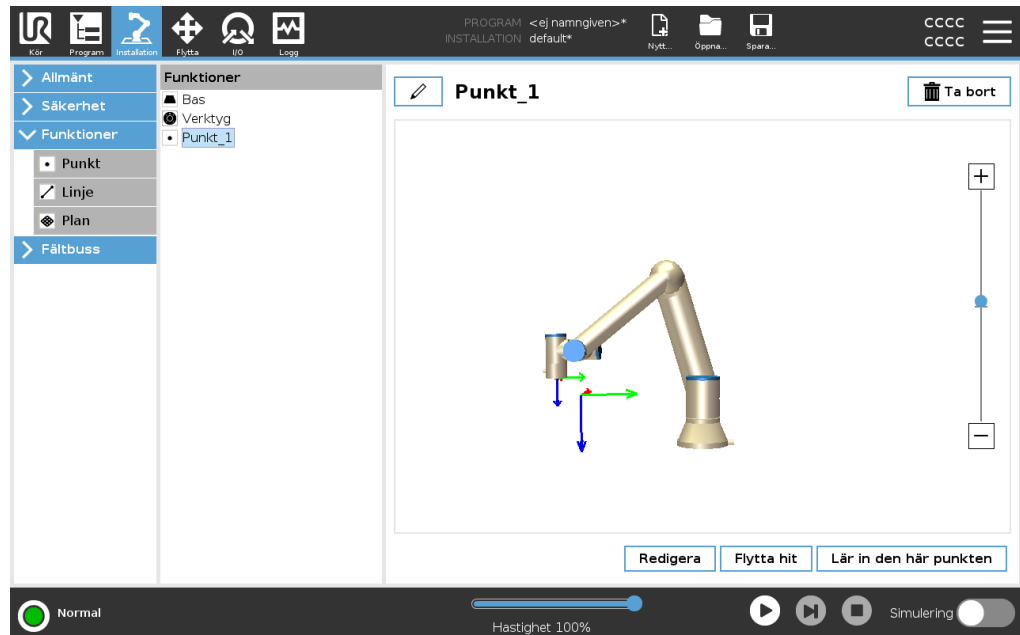 UR
PROGRAM <ej namngiven>*
INSTALLATION default*
CCCC
CCCC
Kör
Program
Installation
Flytta
I/O
Logg
Nytt...
Öppna...
Spara...
Allmänt
Säkerhet
Funktioner
Punkt
Linje
Plan
Fältbuss
Funktioner
Bas
Verktyg
Punkt_1
Punkt_1
Ta bort
+
−
Redigera
Flytta hit
Lär in den här punkten
Normal
Hastighet 100%
Simulering